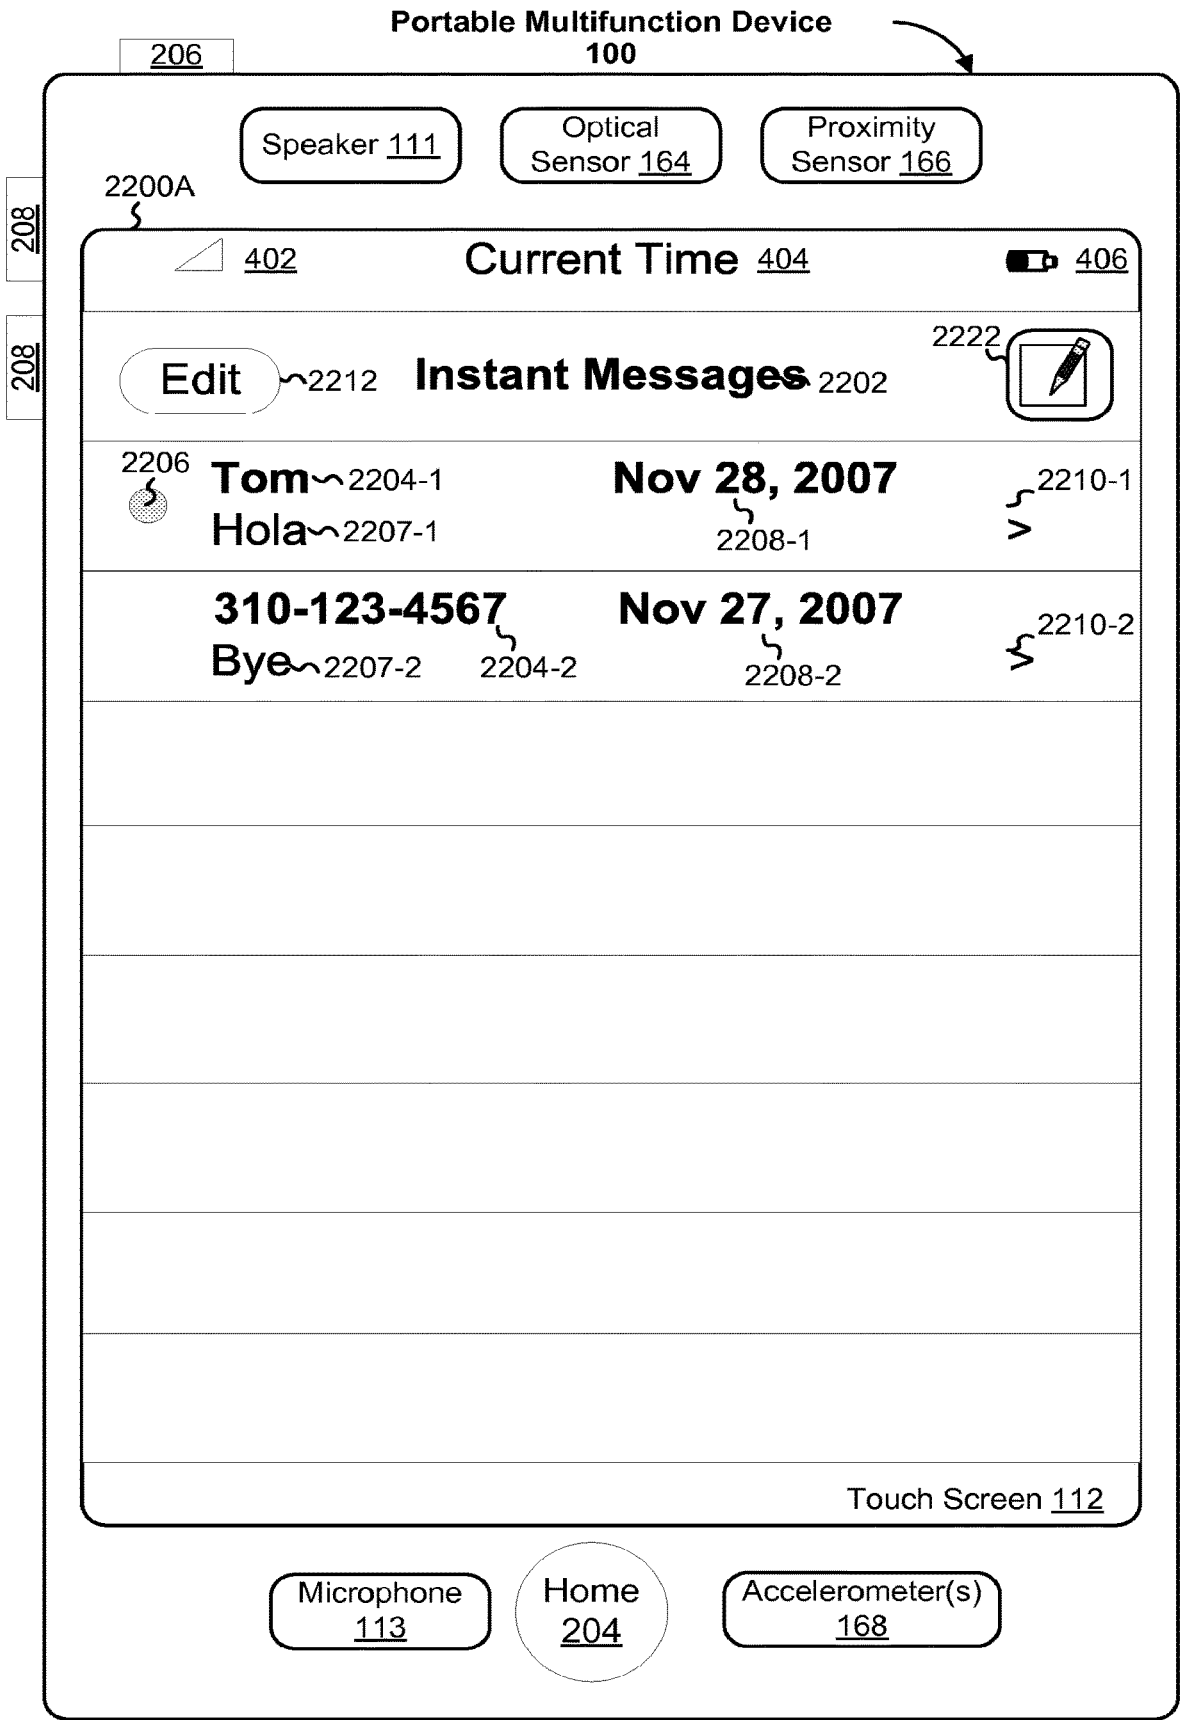 Portable Multifunction Device
100
206
Speaker 111
Optical
Sensor 164
Proximity
Sensor 166
2200A
208
208
402
Current Time 404
406
Edit
2212
Instant Messages
2202
2222
2206
Tom
2204-1
Nov 28, 2007
2210-1
Hola
2207-1
2208-1
>
310-123-4567
Nov 27, 2007
2210-2
Bye
2207-2
2204-2
2208-2
>
Touch Screen 112
Microphone
113
Home
204
Accelerometer(s)
168